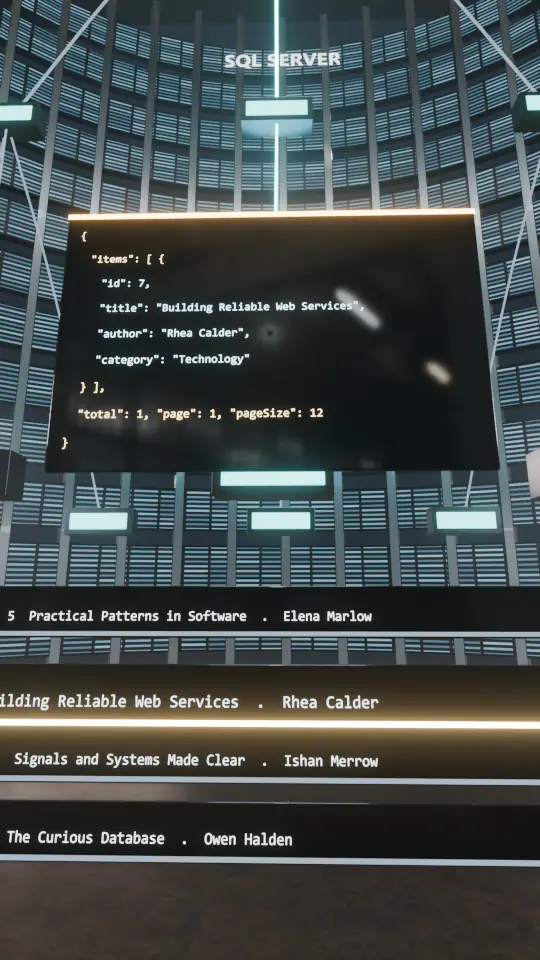 SQL SERVER
{
"items": [ {
"id": 7,
"title": "Building Reliable Web Services",
"author": "Rhea Calder",
"category": "Technology"
} ],
"total": 1, "page": 1, "pageSize": 12
}
5 Practical Patterns in Software . Elena Marlow
ilding Reliable Web Services . Rhea Calder
Signals and Systems Made Clear . Ishan Merrow
The Curious Database . Owen Halden